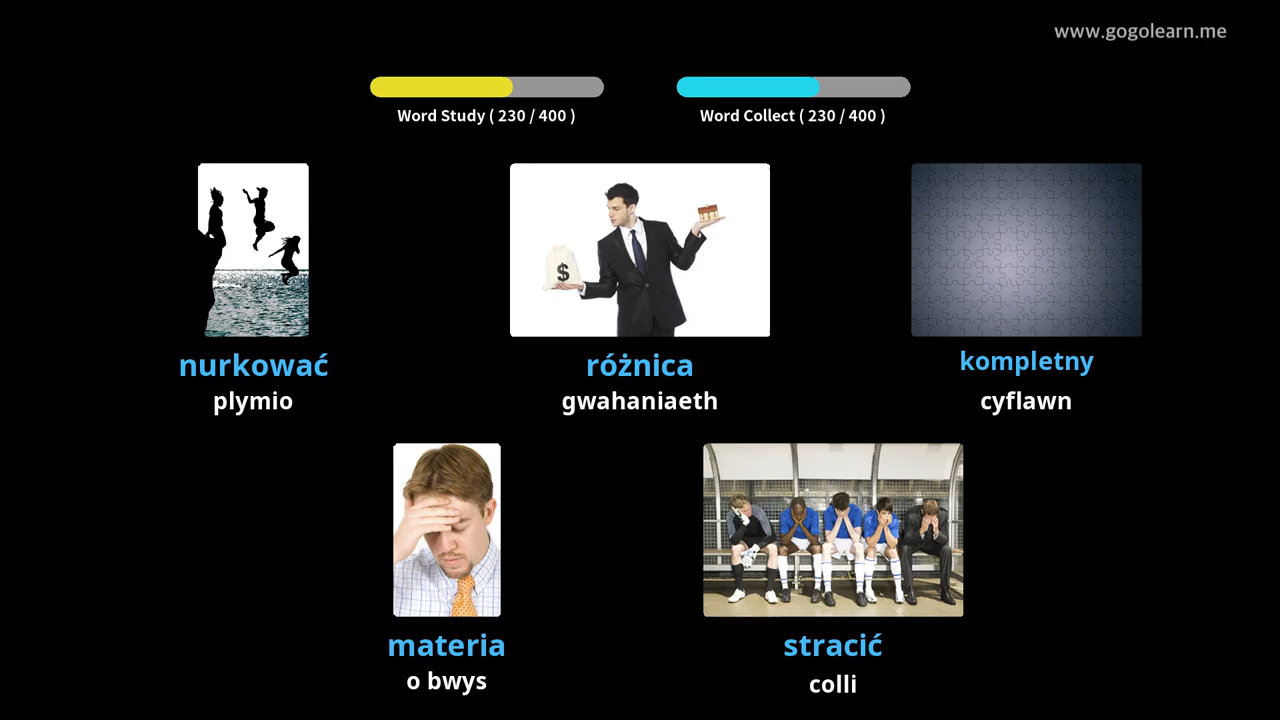 www.gogolearn.me
Word Study ( 230 / 400 )
Word Collect ( 230 / 400 )
$
nurkować
plymio
różnica
gwahaniaeth
kompletny
cyflawn
materia
o bwys
stracić
colli